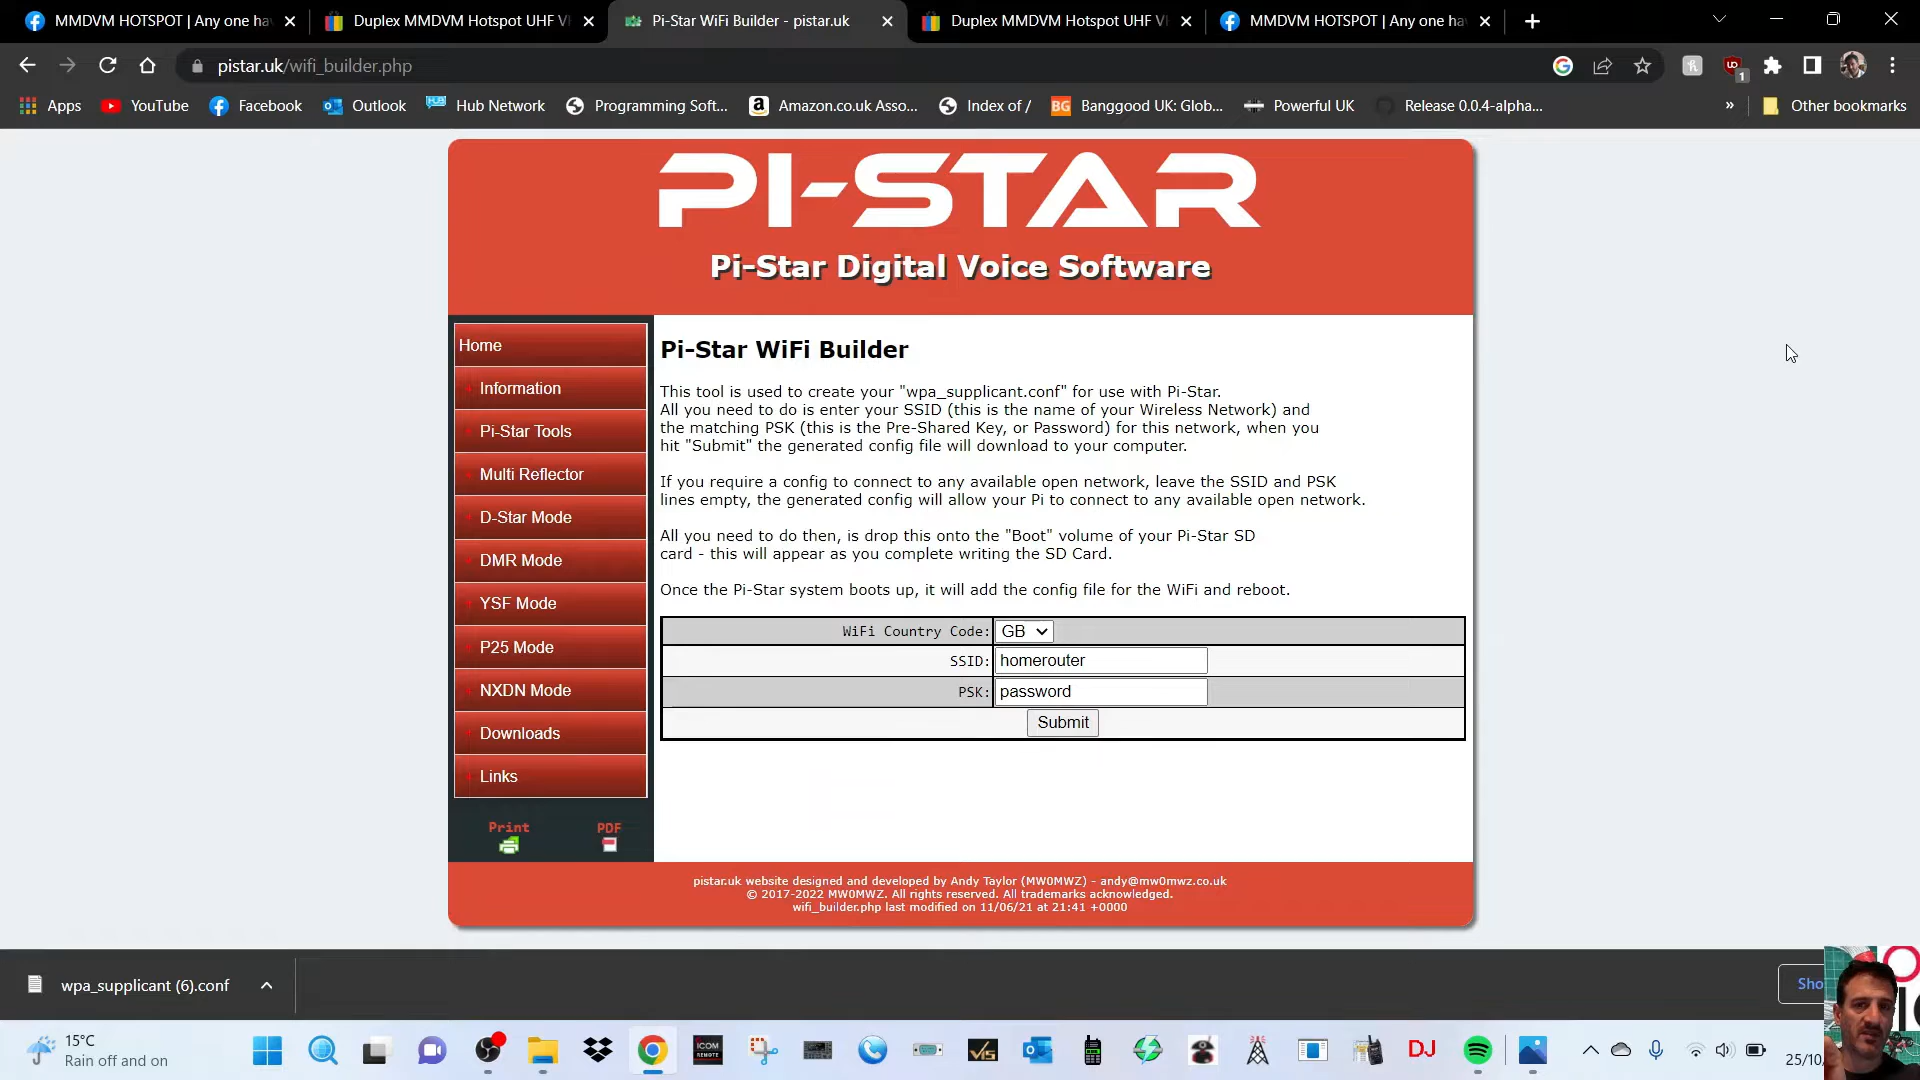 MMDVM HOTSPOT | Any one ha
Duplex MMDVM Hotspot UHF V
Pi-Star WiFi Builder - pistar.uk
Duplex MMDVM Hotspot UHF V
MMDVM HOTSPOT | Any one ha
pistar.uk/wifi_builder.php
1
Apps
YouTube
Facebook
Outlook
Hub Network
Programming Soft...
Amazon.co.uk Asso...
Index of /
BG Banggood UK: Glob...
Powerful UK
Release 0.0.4-alpha...
»
Other bookmarks
PI-STAR
Pi-Star Digital Voice Software
Home
Information
Pi-Star Tools
Multi Reflector
D-Star Mode
DMR Mode
YSF Mode
P25 Mode
NXDN Mode
Downloads
Links
Print
PDF
Pi-Star WiFi Builder
This tool is used to create your "wpa_supplicant.conf" for use with Pi-Star.
All you need to do is enter your SSID (this is the name of your Wireless Network) and
the matching PSK (this is the Pre-Shared Key, or Password) for this network, when you
hit "Submit" the generated config file will download to your computer.
If you require a config to connect to any available open network, leave the SSID and PSK
lines empty, the generated config will allow your Pi to connect to any available open network.
All you need to do then, is drop this onto the "Boot" volume of your Pi-Star SD
card - this will appear as you complete writing the SD Card.
Once the Pi-Star system boots up, it will add the config file for the WiFi and reboot.
WiFi Country Code: GB
SSID: homerouter
PSK: password
Submit
pistar.uk website designed and developed by Andy Taylor (MW0MWZ) - andy@mw0mwz.co.uk
© 2017-2022 MW0MWZ. All rights reserved. All trademarks acknowledged.
wifi_builder.php last modified on 11/06/21 at 21:41 +0000
wpa_supplicant (6).conf
Sho
15°C
Rain off and on
ICOM
REMOTE
DJ
25/10/